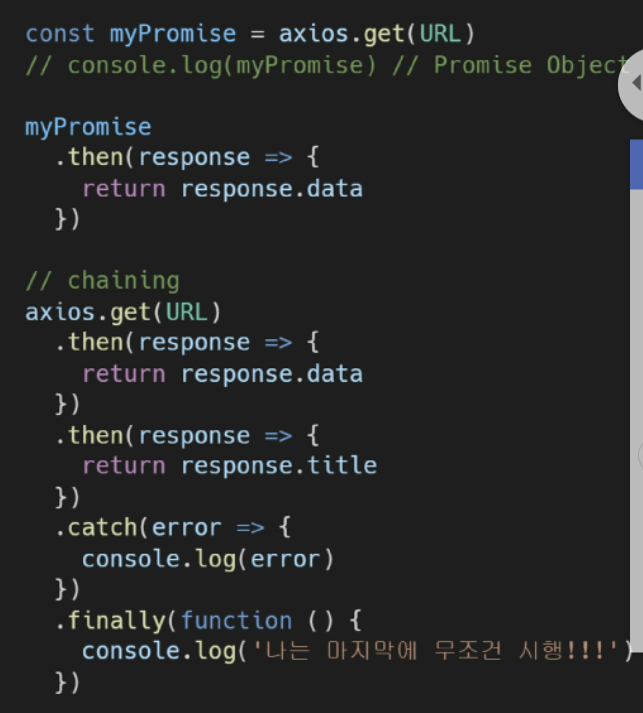 const myPromise = axios.get(URL)
// console.log(myPromise) // Promise Object
myPromise
.then(response => {
return response.data
})
// chaining
axios.get(URL)
.then(response => {
return response.data
})
.then(response => {
return response.title
})
.catch(error => {
console.log(error)
})
.finally(function () {
console.log('나는 마지막에 무조건 시행!!!')
})